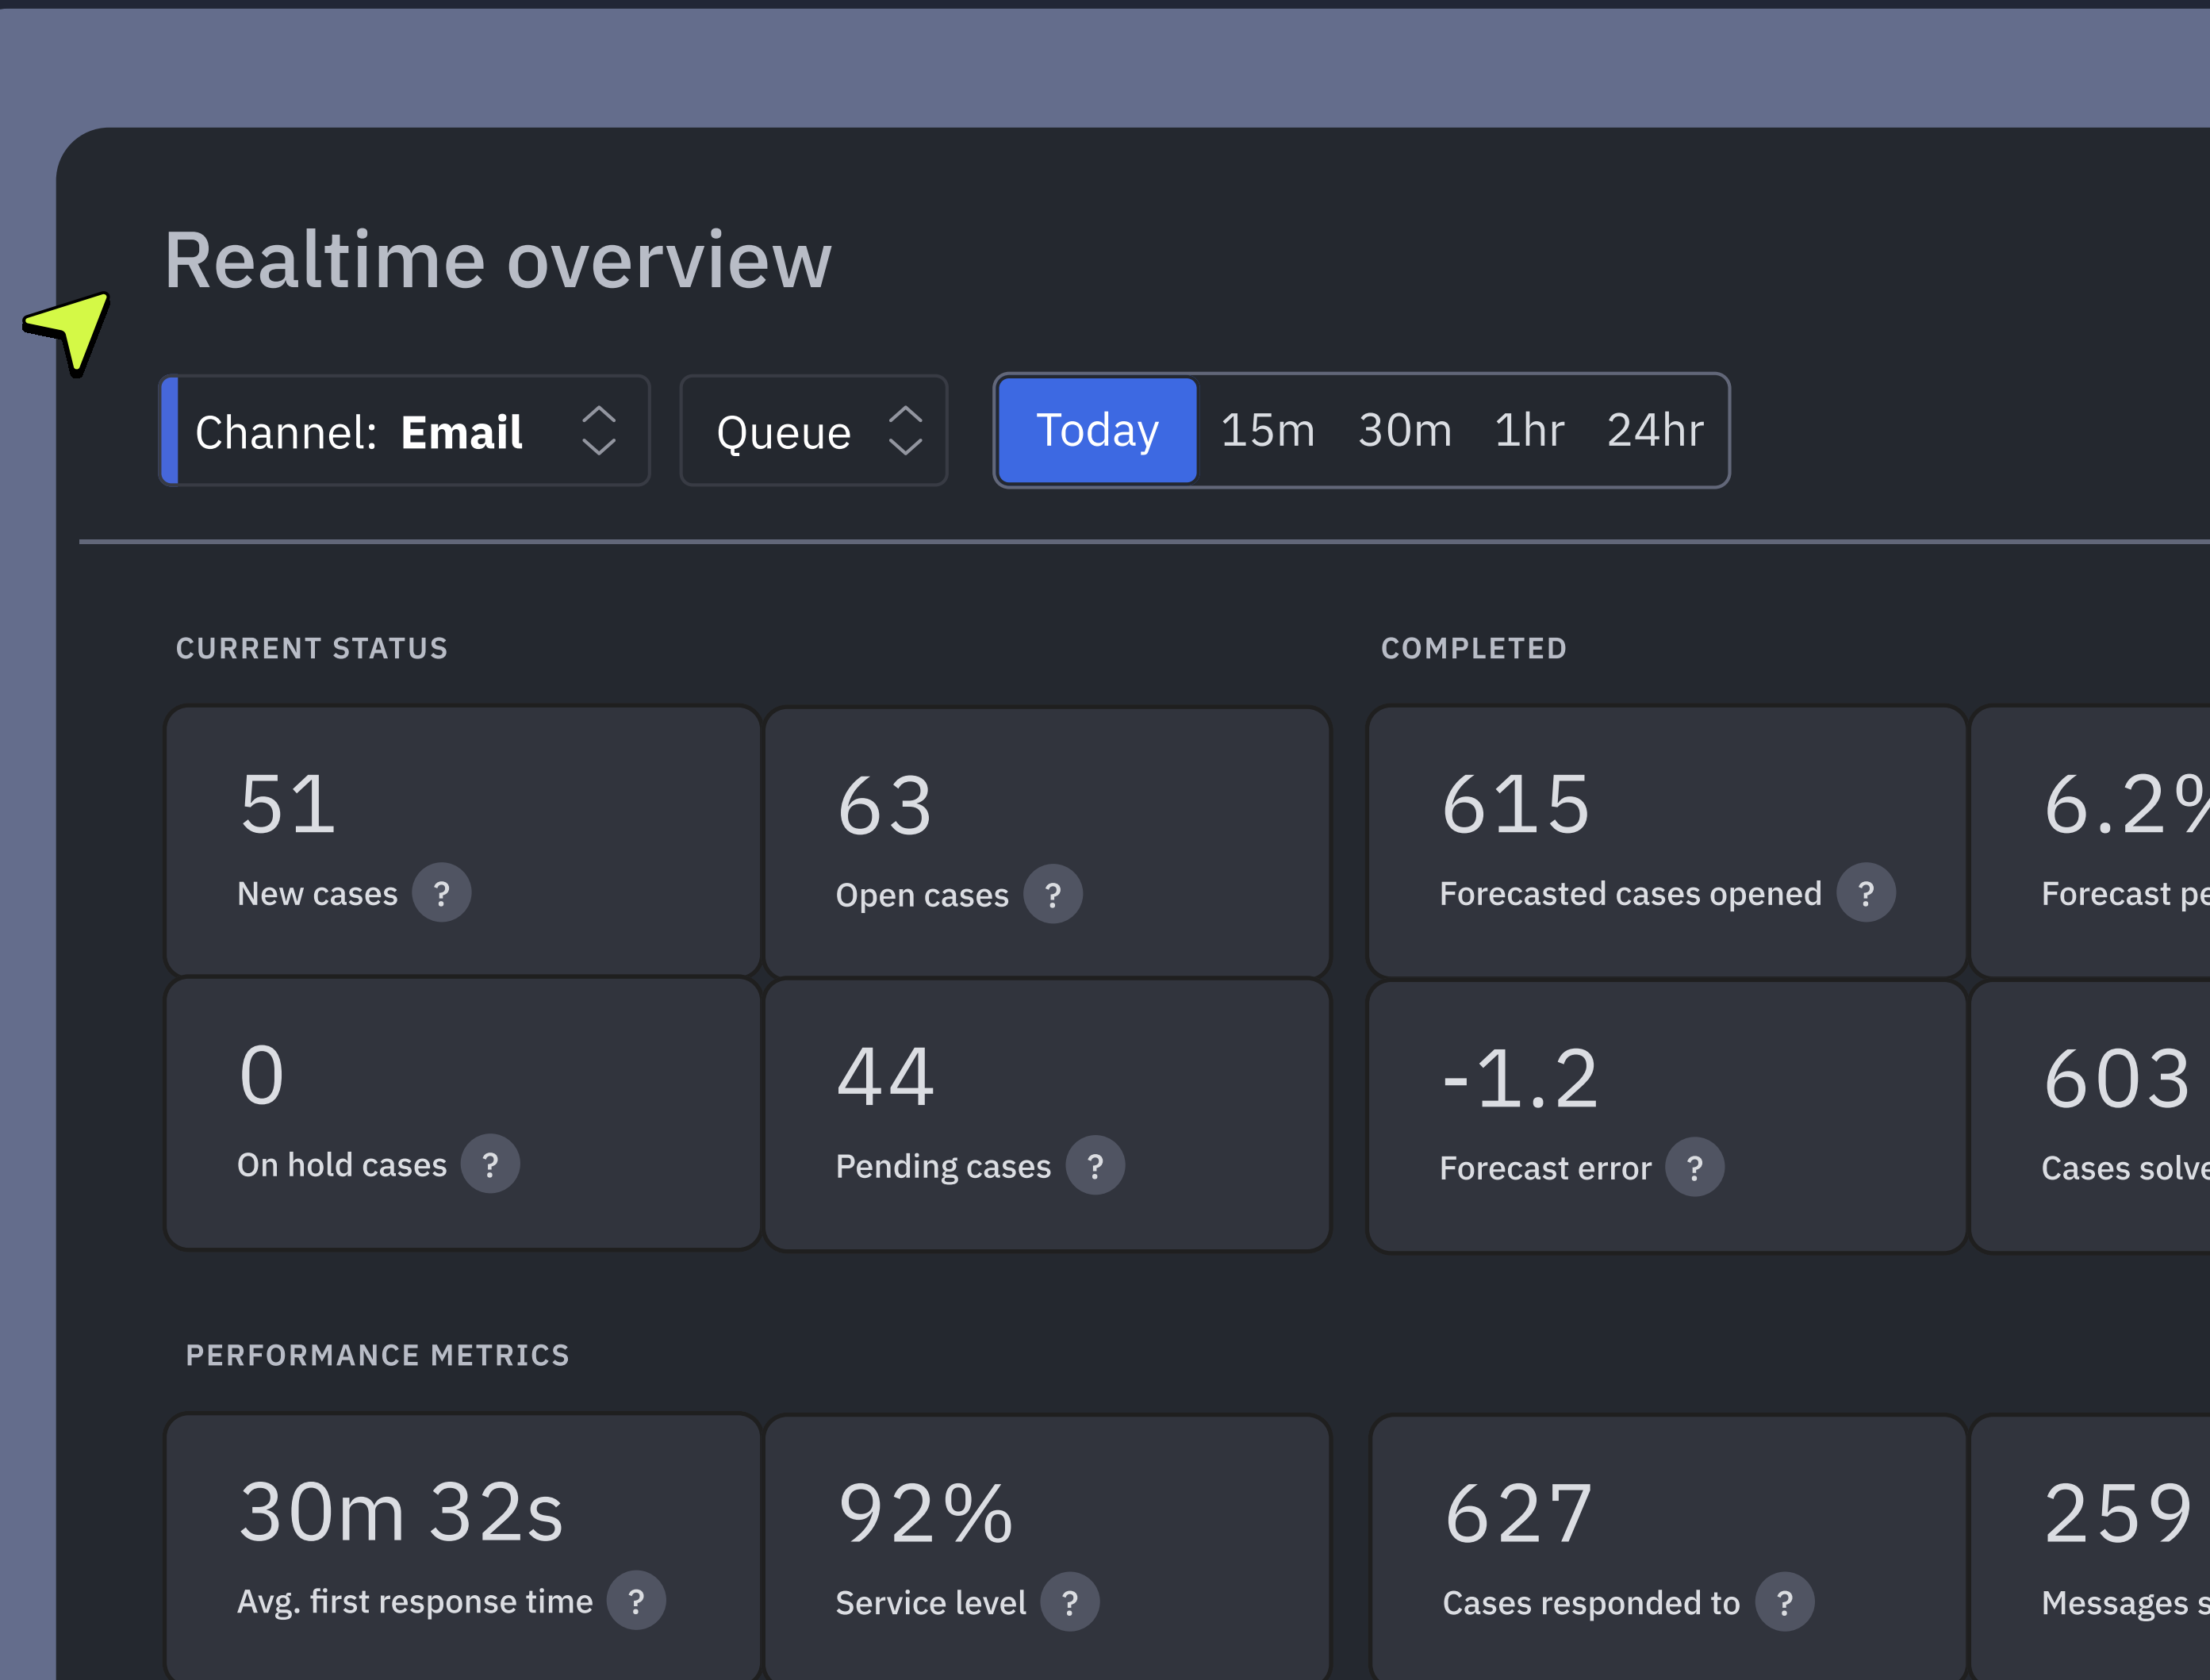 Realtime overview
Channel: Email
Queue
Today 15m 30m 1hr 24hr
CURRENT STATUS
COMPLETED
51
New cases ?
63
Open cases ?
615
Forecasted cases opened ?
6.2%
Forecast
0
On hold cases ?
44
Pending cases ?
-1.2
Forecast error ?
603
Cases
PERFORMANCE METRICS
30m 32s
Avg. first response time ?
92%
Service level ?
627
Cases responded to ?
259
Messages